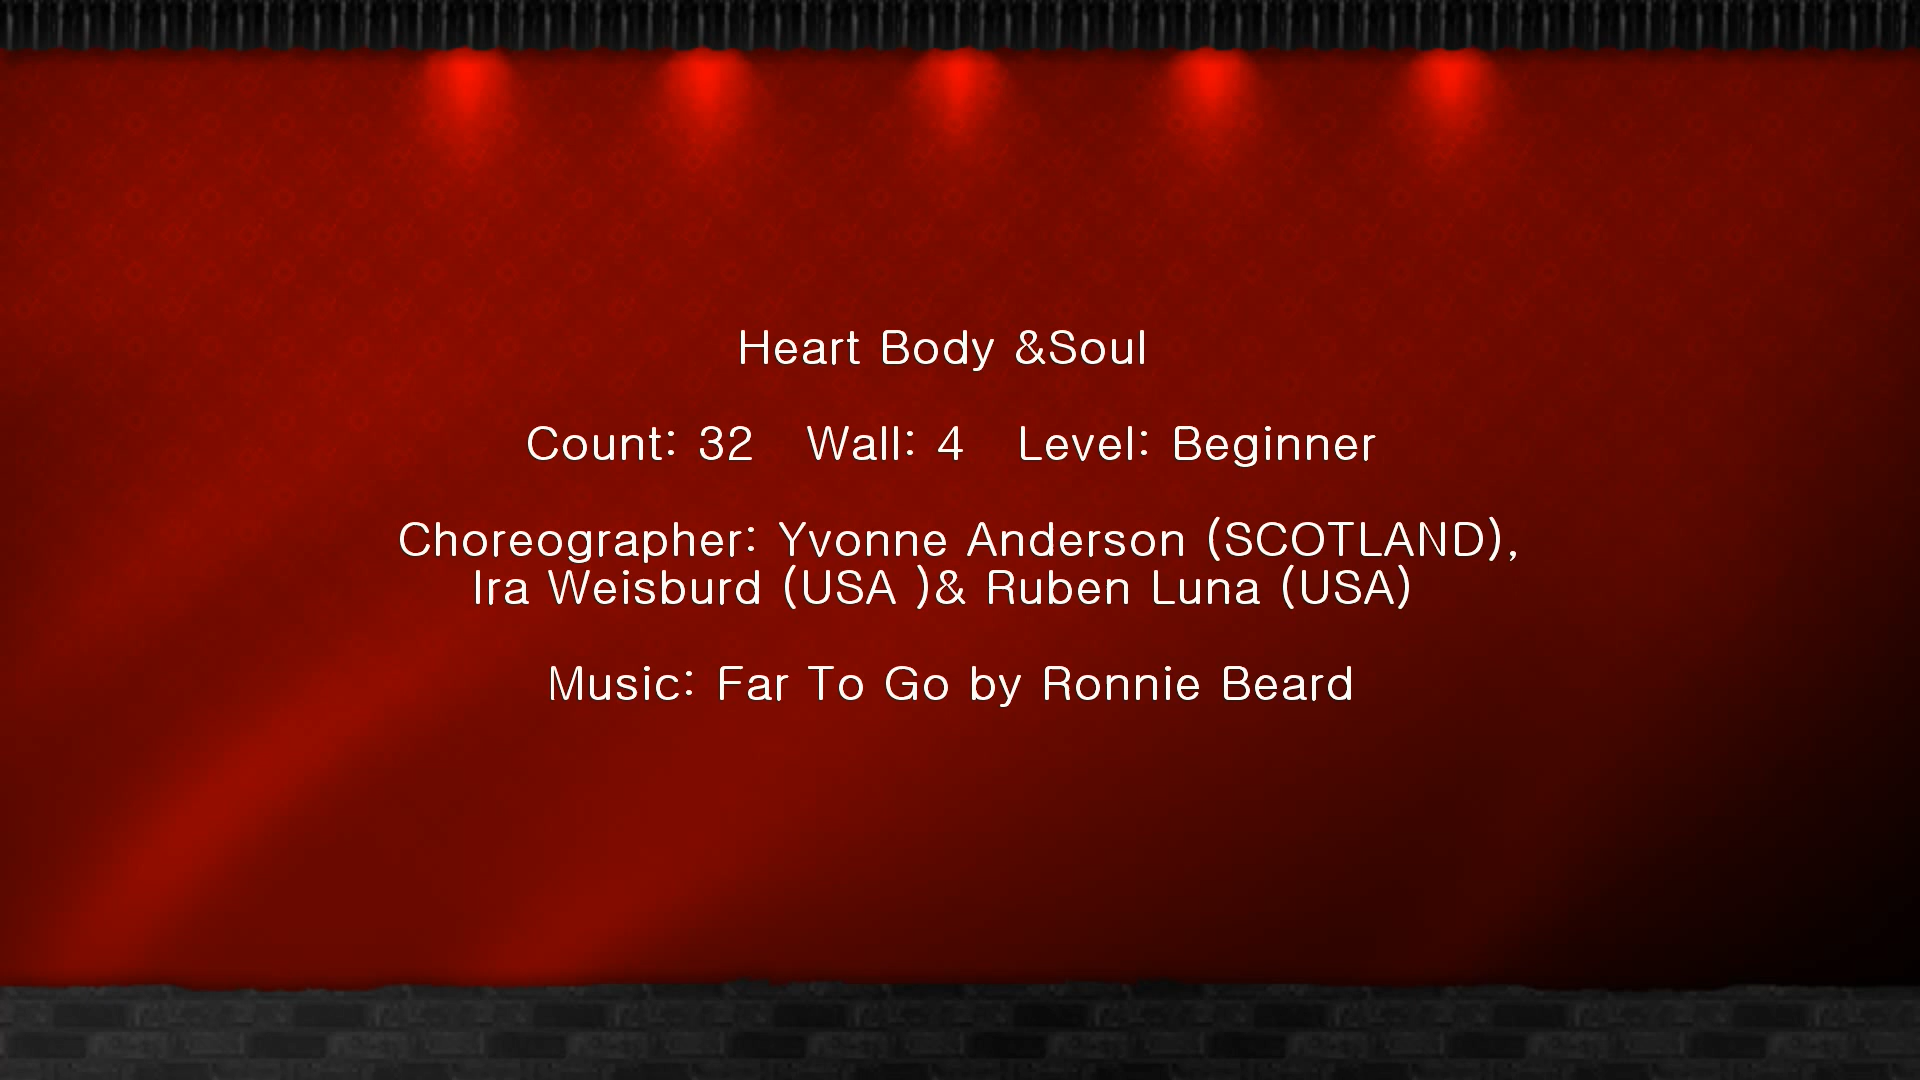 Heart Body &Soul
Count: 32 Wall: 4 Level: Beginner
Choreographer: Yvonne Anderson (SCOTLAND),
Ira Weisburd (USA )& Ruben Luna (USA)
Music: Far To Go by Ronnie Beard